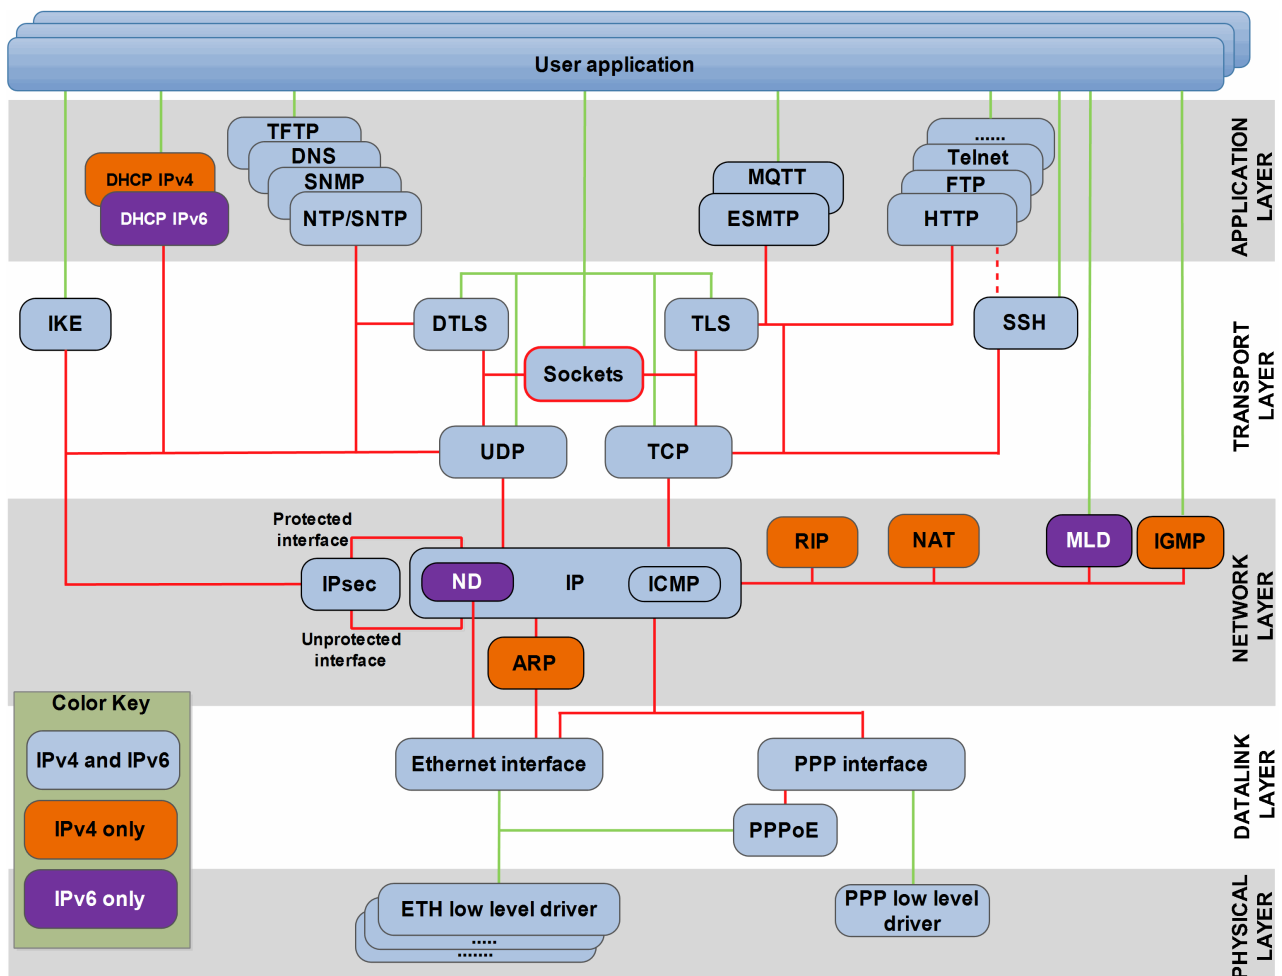 User application
TFTP
DNS
SNMP
NTP/SNTP
DHCP IPv4
DHCP IPv6
MQTT
ESMTP
......
Telnet
FTP
HTTP
APPLICATION
LAYER
IKE
DTLS
TLS
SSH
Sockets
UDP
TCP
TRANSPORT
LAYER
Protected
interface
IPsec
Unprotected
interface
ND
IP
ICMP
ARP
RIP
NAT
MLD
IGMP
NETWORK
LAYER
Color Key
IPv4 and IPv6
IPv4 only
IPv6 only
Ethernet interface
PPP interface
PPPoE
DATALINK
LAYER
ETH low level driver
.....
.......
PPP low level
driver
PHYSICAL
LAYER